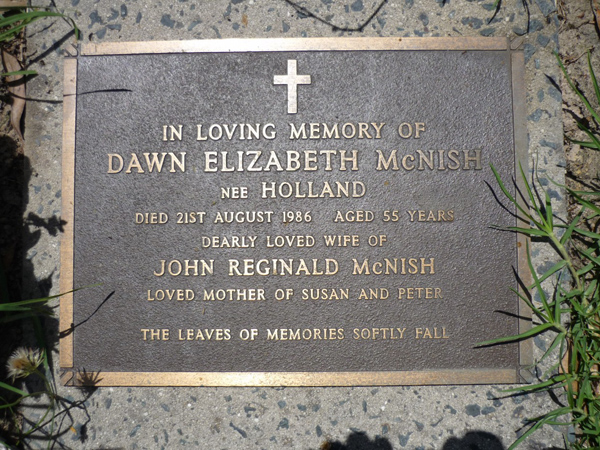 IN LOVING MEMORY OF
DAWN ELIZABETH McNISH
NEE HOLLAND
DIED 21ST AUGUST 1986 AGED 55 YEARS
DEARLY LOVED WIFE OF
JOHN REGINALD McNISH
LOVED MOTHER OF SUSAN AND PETER
THE LEAVES OF MEMORIES SOFTLY FALL